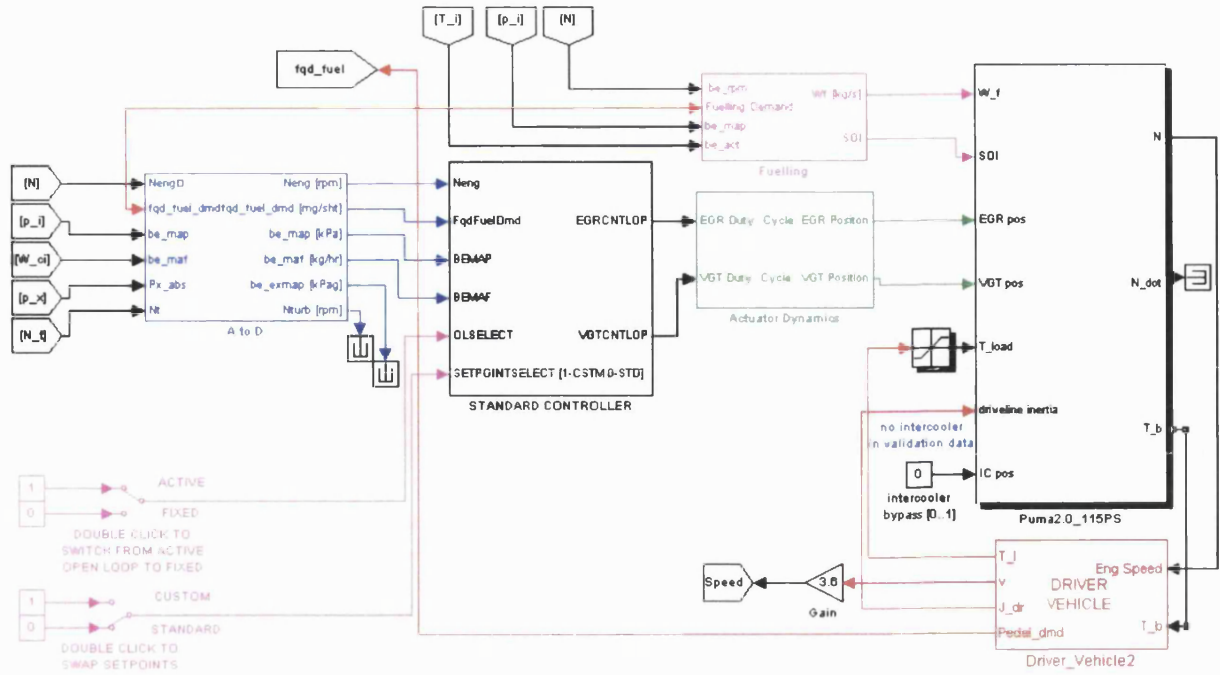 [T_i]
[p_i]
[N]
fqd_fuel
be_rpm
Fuelling Demand
be_map
be_act
Wf [kg/s]
SOI
Fuelling
W_f
SOI
EGR pos
VGT pos
T_load
driveline inertia
IC pos
N
N_dot
T_b
Puma2.0_115PS
[N]
[p_i]
[W_ci]
[p_x]
[N_t]
NengD
fqd_fuel_dmd
be_map
be_maf
Px_abs
Nt
Neng [rpm]
fqd_fuel_dmd [mg/sht]
be_map [kPa]
be_maf [kg/hr]
be_exmap [kPag]
Nturb [rpm]
A to D
Neng
FqdFuelDmd
BEMAP
BEMAF
OLSELECT
SETPOINTSELECT [1-CSTM 0-STD]
EGRCNTLOP
VGTCNTLOP
STANDARD CONTROLLER
EGR Duty Cycle
EGR Positon
VGT Duty Cycle
VGT Position
Actuator Dynamics
no intercooler
in validation data
0
intercooler
bypass [0..1]
1
0
ACTIVE
FIXED
DOUBLE CLICK TO
SWITCH FROM ACTIVE
OPEN LOOP TO FIXED
1
0
CUSTOM
STANDARD
DOUBLE CLICK TO
SWAP SETPOINTS
Speed
3.6
Gain
T_l
v
J_dr
Pedel_dmd
Eng Speed
DRIVER
VEHICLE
T_b
Driver_Vehicle2